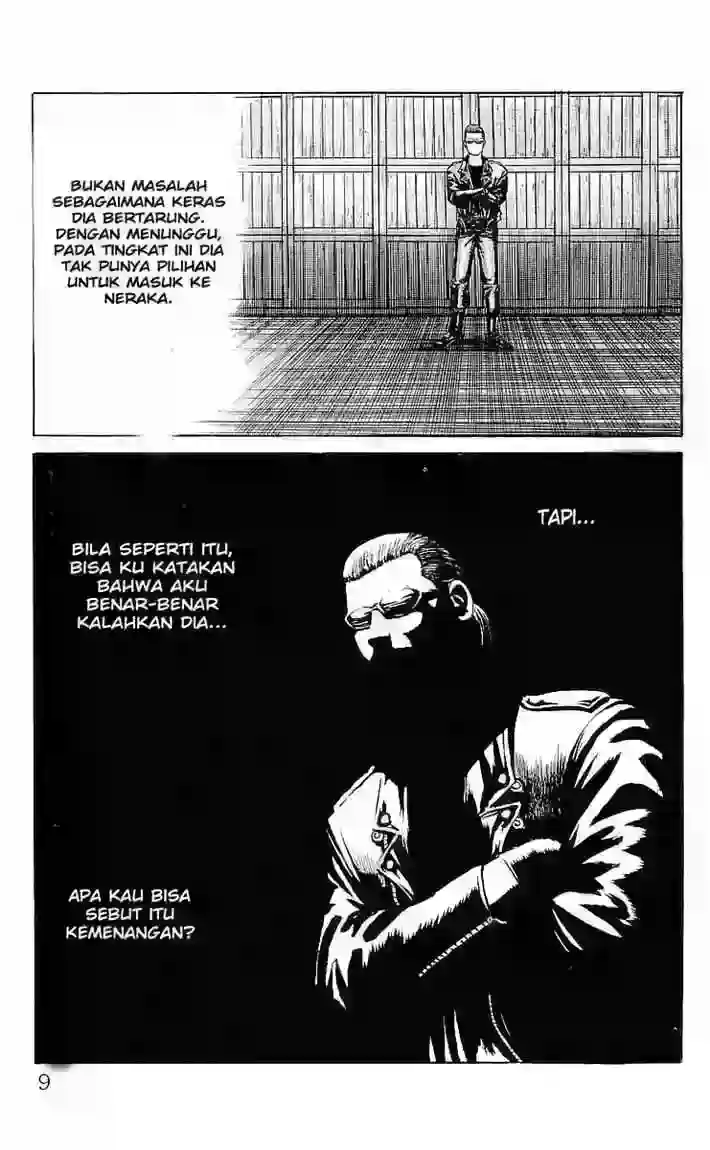 BUKAN MASALAH
SEBAGAIMANA KERAS
DIA BERTARUNG.
DENGAN MENUNGGU,
PADA TINGKAT INI DIA
TAK PUNYA PILIHAN
UNTUK MASUK KE
NERAKA.
TAPI...
BILA SEPERTI ITU,
BISA KU KATAKAN
BAHWA AKU
BENAR-BENAR
KALAHKAN DIA...
APA KAU BISA
SEBUT ITU
KEMENANGAN?
9